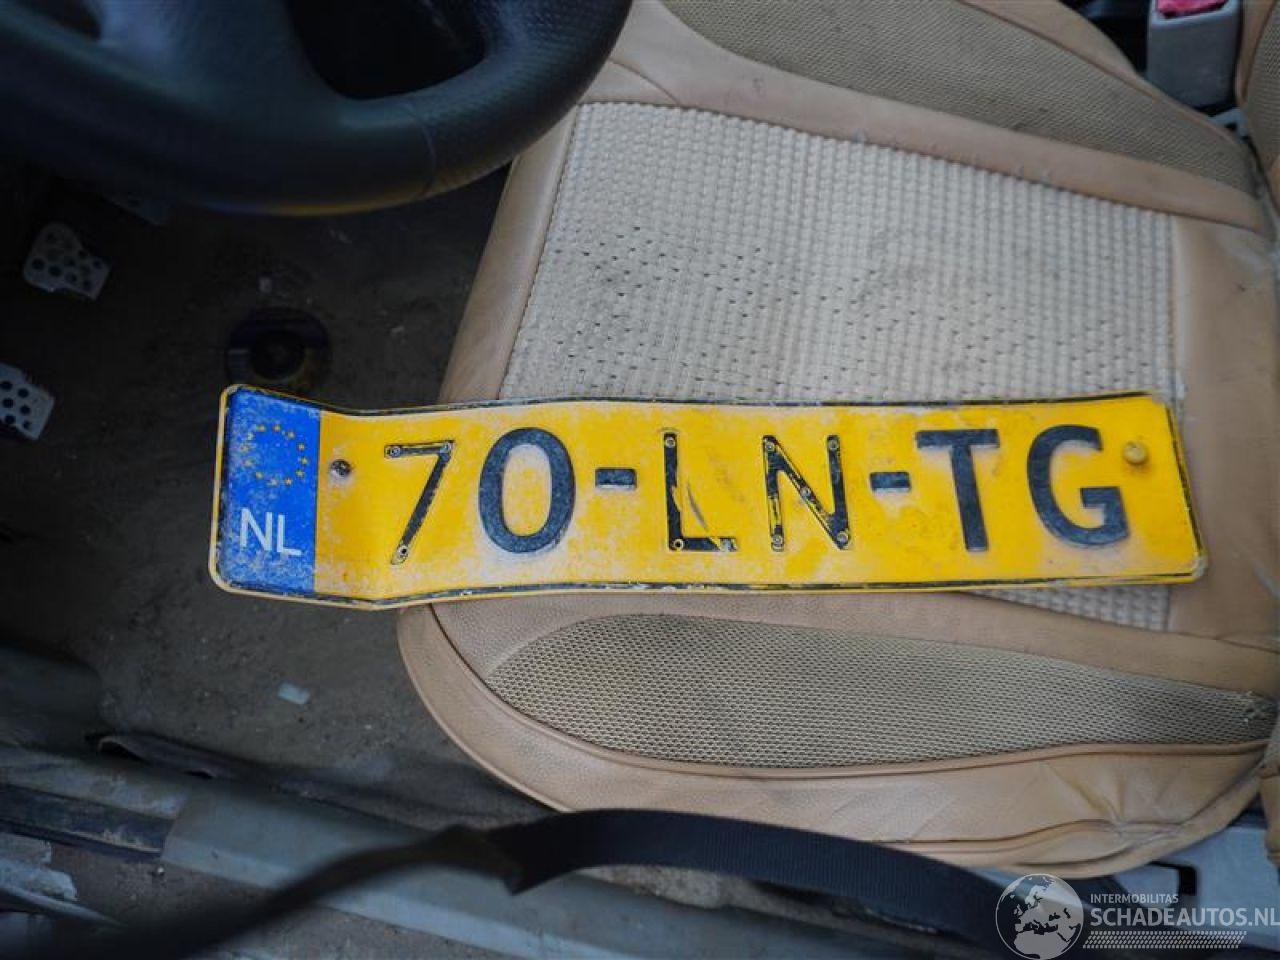 NL 70-LN-TG
INTERMOBILITAS
SCHADEAUTOS.NL